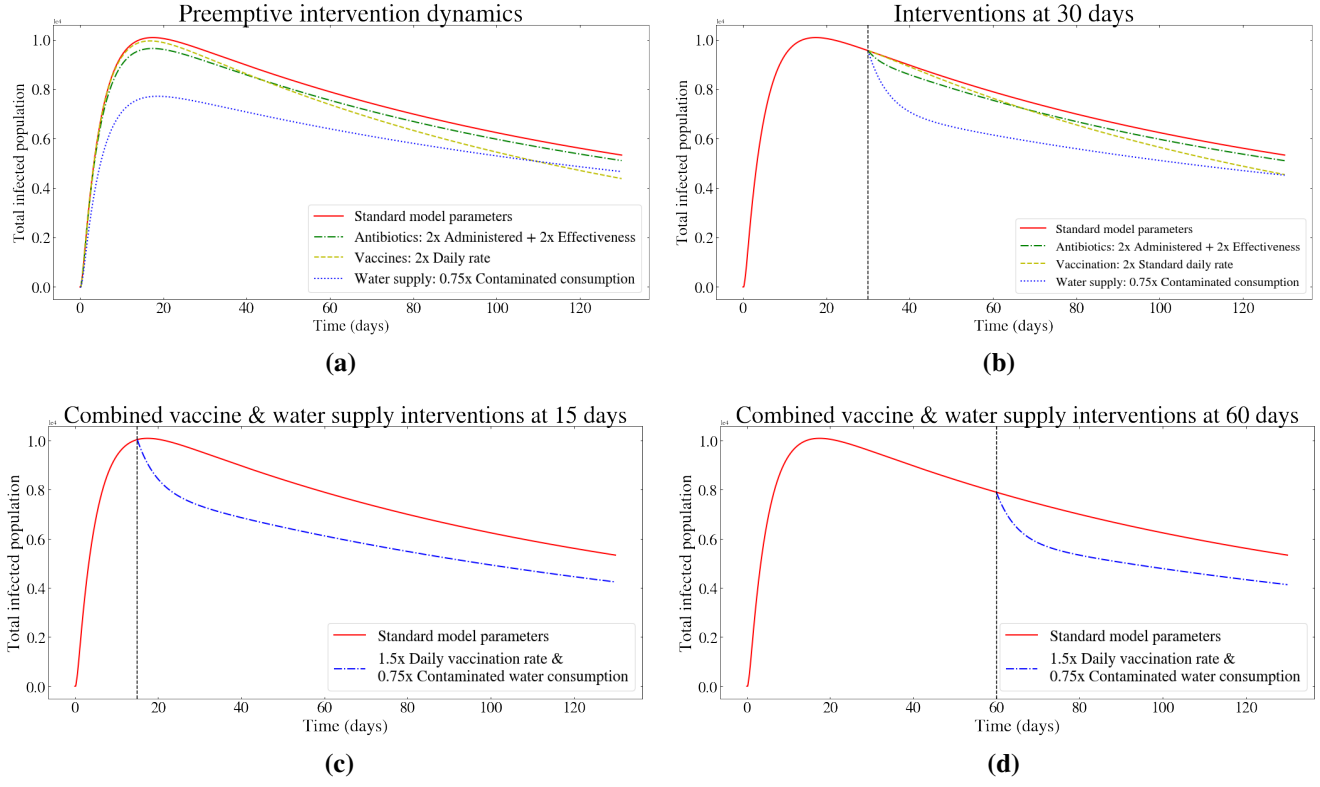 Preemptive intervention dynamics
1e4
Total infected population
1.0
0.8
0.6
0.4
0.2
0.0
Standard model parameters
Antibiotics: 2x Administered + 2x Effectiveness
Vaccines: 2x Daily rate
Water supply: 0.75x Contaminated consumption
0 20 40 60 80 100 120
Time (days)
(a)
Interventions at 30 days
1e4
Total infected population
1.0
0.8
0.6
0.4
0.2
0.0
Standard model parameters
Antibiotics: 2x Administered + 2x Effectiveness
Vaccination: 2x Standard daily rate
Water supply: 0.75x Contaminated consumption
0 20 40 60 80 100 120
Time (days)
(b)
Combined vaccine & water supply interventions at 15 days
1e4
Total infected population
1.0
0.8
0.6
0.4
0.2
0.0
Standard model parameters
1.5x Daily vaccination rate &
0.75x Contaminated water consumption
0 20 40 60 80 100 120
Time (days)
(c)
Combined vaccine & water supply interventions at 60 days
1e4
Total infected population
1.0
0.8
0.6
0.4
0.2
0.0
Standard model parameters
1.5x Daily vaccination rate &
0.75x Contaminated water consumption
0 20 40 60 80 100 120
Time (days)
(d)